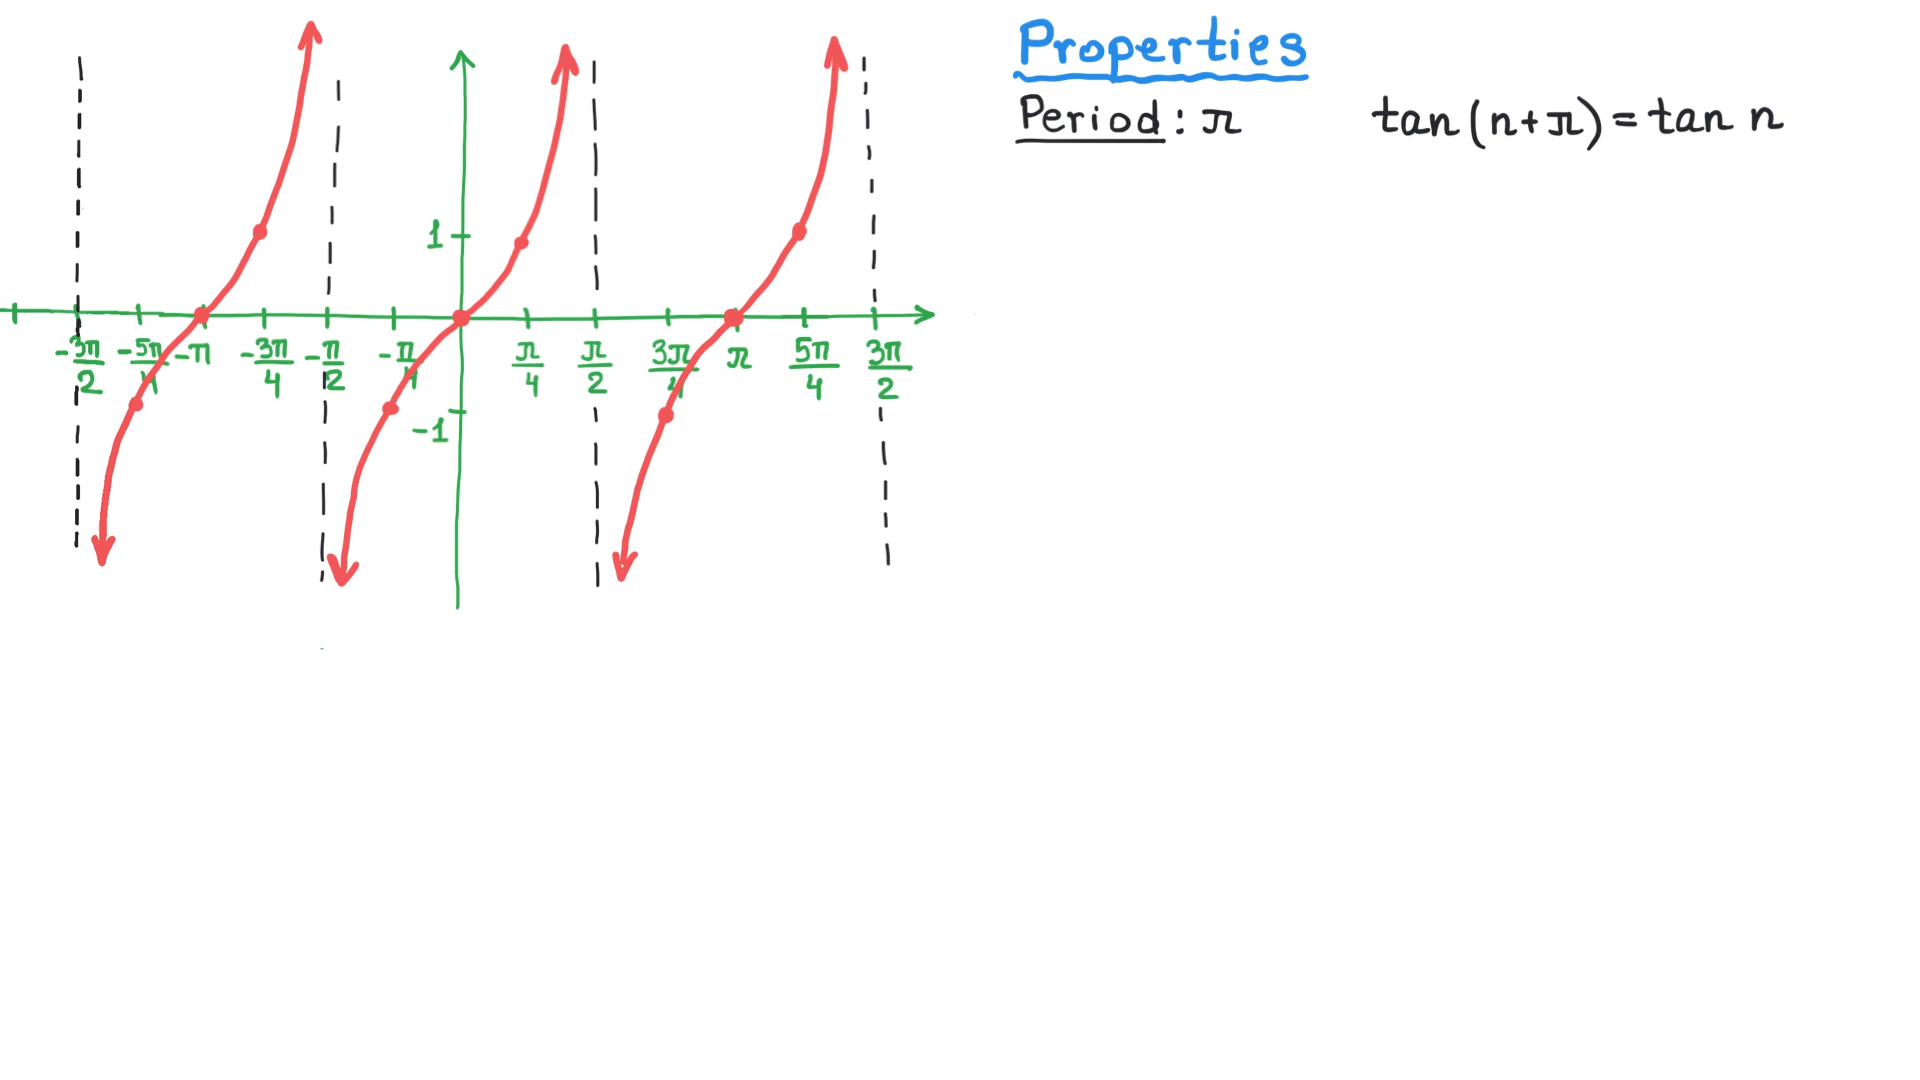 Properties
Period: π tan(n+π)=tan n
1
-3π/2 -5π/4 -π -3π/4 -π/2 -π/4 π/4 π/2 3π/4 π 5π/4 3π/2
-1